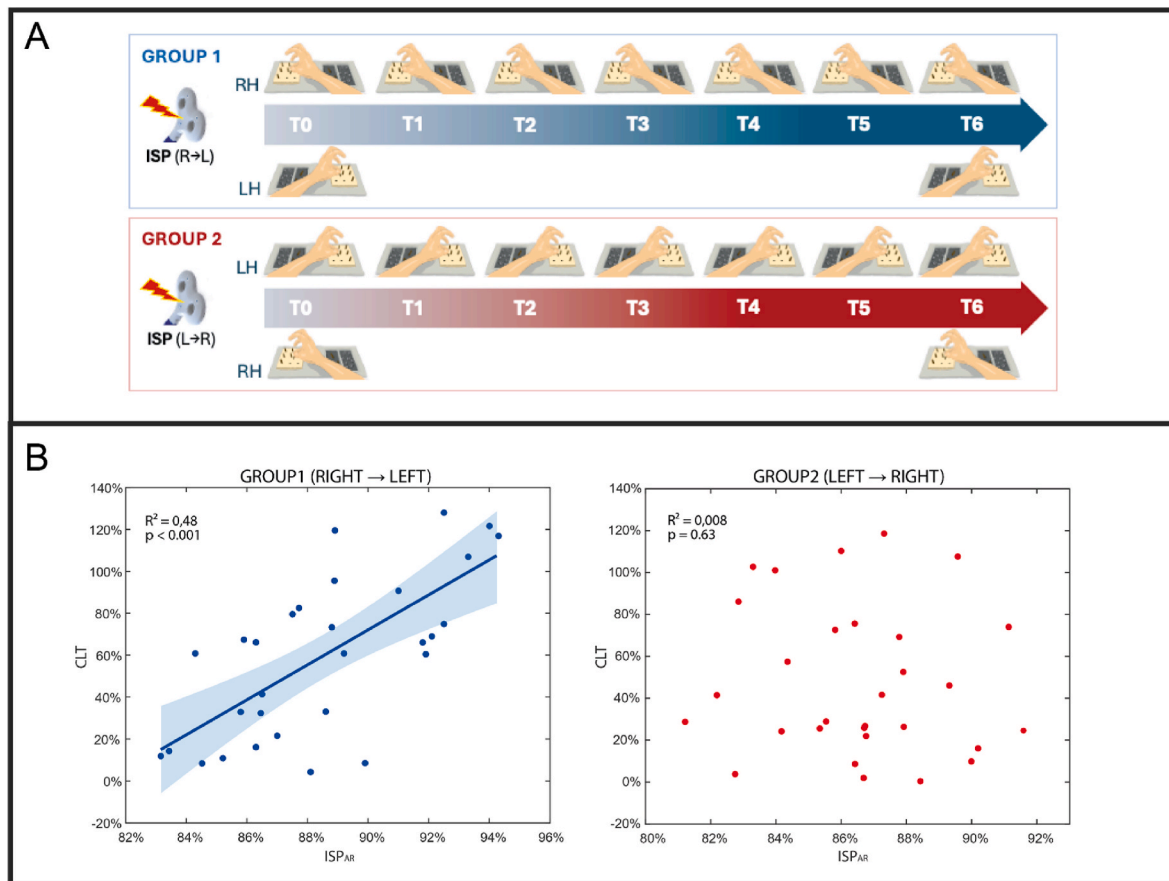 A
GROUP 1
RH
T0 T1 T2 T3 T4 T5 T6
ISP (R→L)
LH
GROUP 2
LH
T0 T1 T2 T3 T4 T5 T6
ISP (L→R)
RH
B
GROUP1 (RIGHT → LEFT)
140%
120%
100%
80%
60%
40%
20%
0%
-20%
R² = 0,48
p < 0.001
CLT
82% 84% 86% 88% 90% 92% 94% 96%
ISPAR
GROUP2 (LEFT → RIGHT)
140%
120%
100%
80%
60%
40%
20%
0%
-20%
R² = 0,008
p = 0.63
CLT
80% 82% 84% 86% 88% 90% 92%
ISPAR